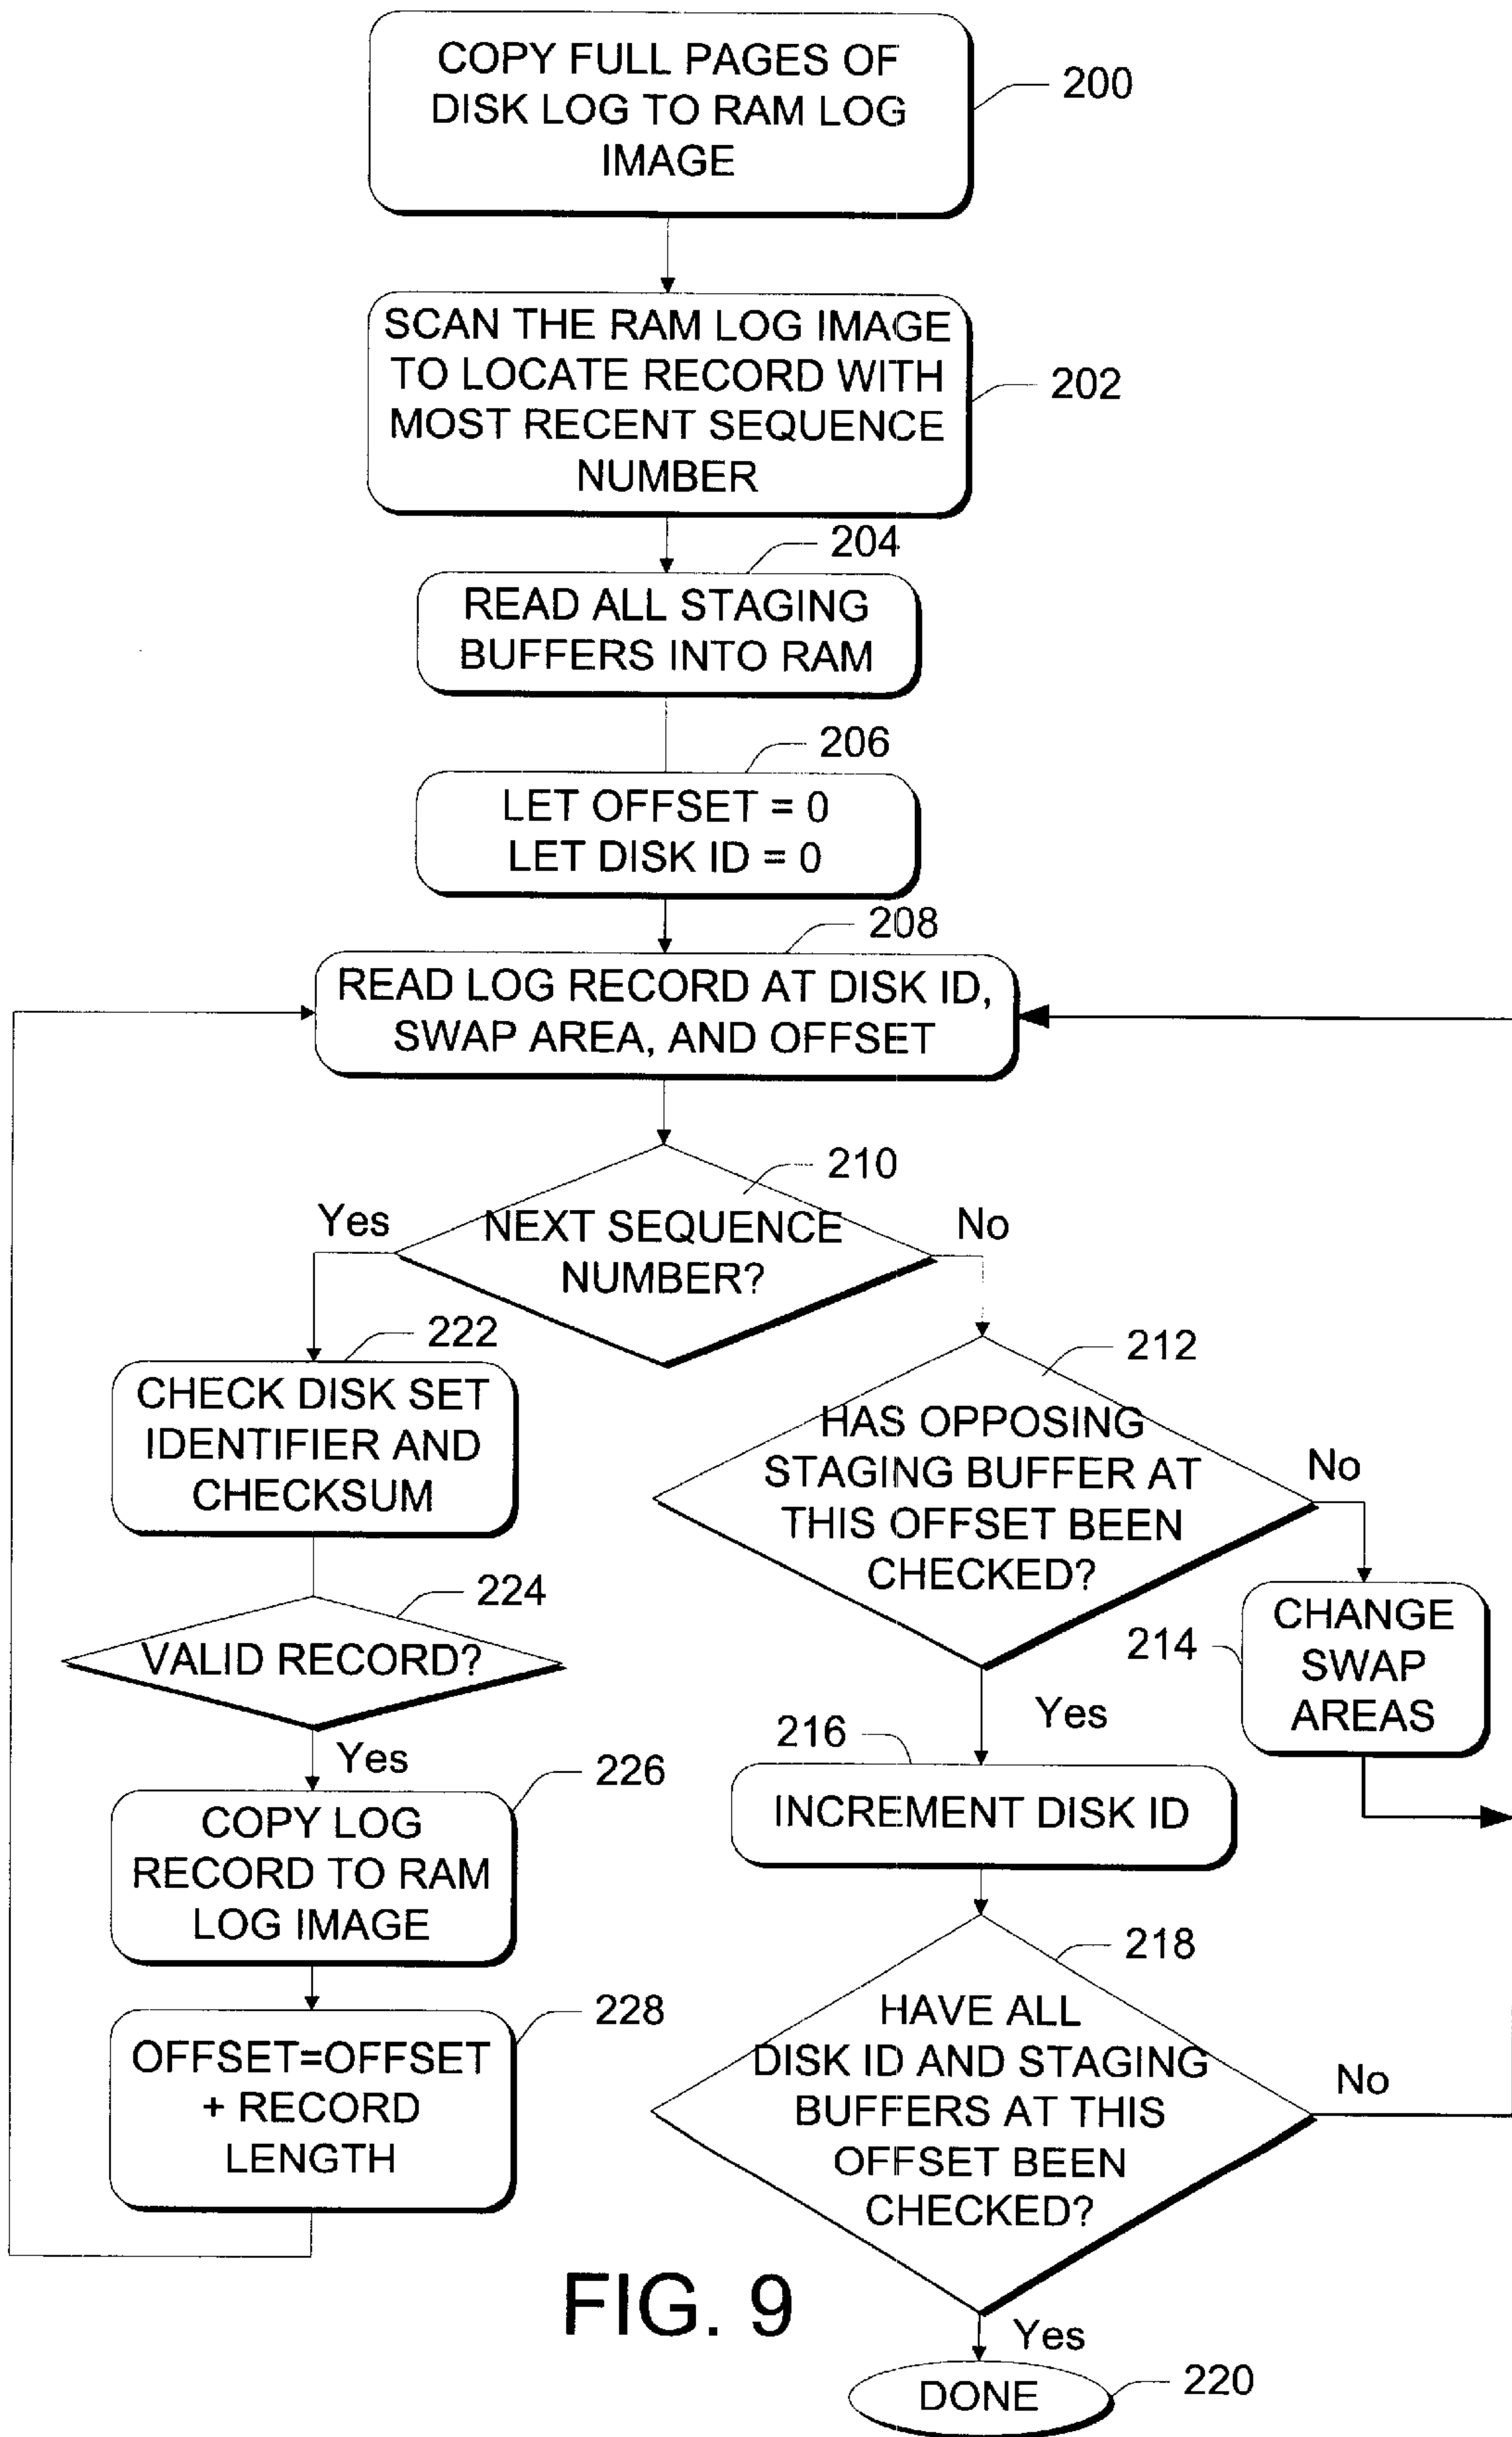 COPY FULL PAGES OF
DISK LOG TO RAM LOG
IMAGE
200
SCAN THE RAM LOG IMAGE
TO LOCATE RECORD WITH
MOST RECENT SEQUENCE
NUMBER
202
204
READ ALL STAGING
BUFFERS INTO RAM
206
LET OFFSET = 0
LET DISK ID = 0
208
READ LOG RECORD AT DISK ID,
SWAP AREA, AND OFFSET
210
Yes
NEXT SEQUENCE
NUMBER?
No
222
CHECK DISK SET
IDENTIFIER AND
CHECKSUM
212
HAS OPPOSING
STAGING BUFFER AT
THIS OFFSET BEEN
CHECKED?
No
224
VALID RECORD?
Yes
214
CHANGE
SWAP
AREAS
Yes
216
INCREMENT DISK ID
226
COPY LOG
RECORD TO RAM
LOG IMAGE
218
HAVE ALL
DISK ID AND STAGING
BUFFERS AT THIS
OFFSET BEEN
CHECKED?
No
228
OFFSET=OFFSET
+ RECORD
LENGTH
Yes
DONE
220
FIG. 9